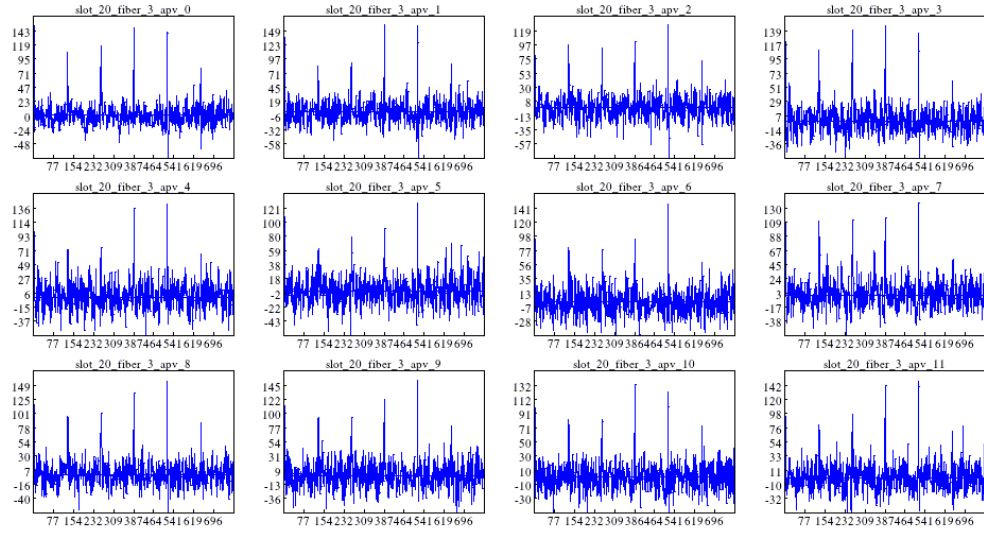 slot_20_fiber_3_apv_0 slot_20_fiber_3_apv_1 slot_20_fiber_3_apv_2 slot_20_fiber_3_apv_3
143 149 119 139
119 123 97 116
95 97 75 95
71 71 53 73
47 45 30 51
23 19 8 29
0 -6 -13 7
-24 -32 -35 -14
-48 -58 -57 -36
77 154 232 309 387 464 541 619 696 77 154 232 309 387 464 541 619 696 77 154 232 309 386 464 541 619 696 77 154 232 309 387 464 541 619 696
slot_20_fiber_3_apv_4 slot_20_fiber_3_apv_5 slot_20_fiber_3_apv_6 slot_20_fiber_3_apv_7
136 121 141 130
114 100 120 109
93 79 98 88
71 59 77 67
49 38 56 45
27 18 35 24
6 -2 13 3
-15 -22 -7 -17
-37 -43 -28 -38
77 154 232 309 387 464 541 619 696 77 154 232 309 387 464 541 619 696 77 154 232 309 386 464 541 619 696 77 154 232 309 387 464 541 619 696
slot_20_fiber_3_apv_8 slot_20_fiber_3_apv_9 slot_20_fiber_3_apv_10 slot_20_fiber_3_apv_11
149 145 132 142
125 122 112 120
101 100 91 98
78 77 71 76
54 54 51 54
31 31 30 33
7 9 10 11
-16 -13 -10 -10
-40 -36 -30 -32
77 154 232 309 387 464 541 619 696 77 154 232 309 387 464 541 619 696 77 154 232 309 386 464 541 619 696 77 154 232 309 387 464 541 619 696